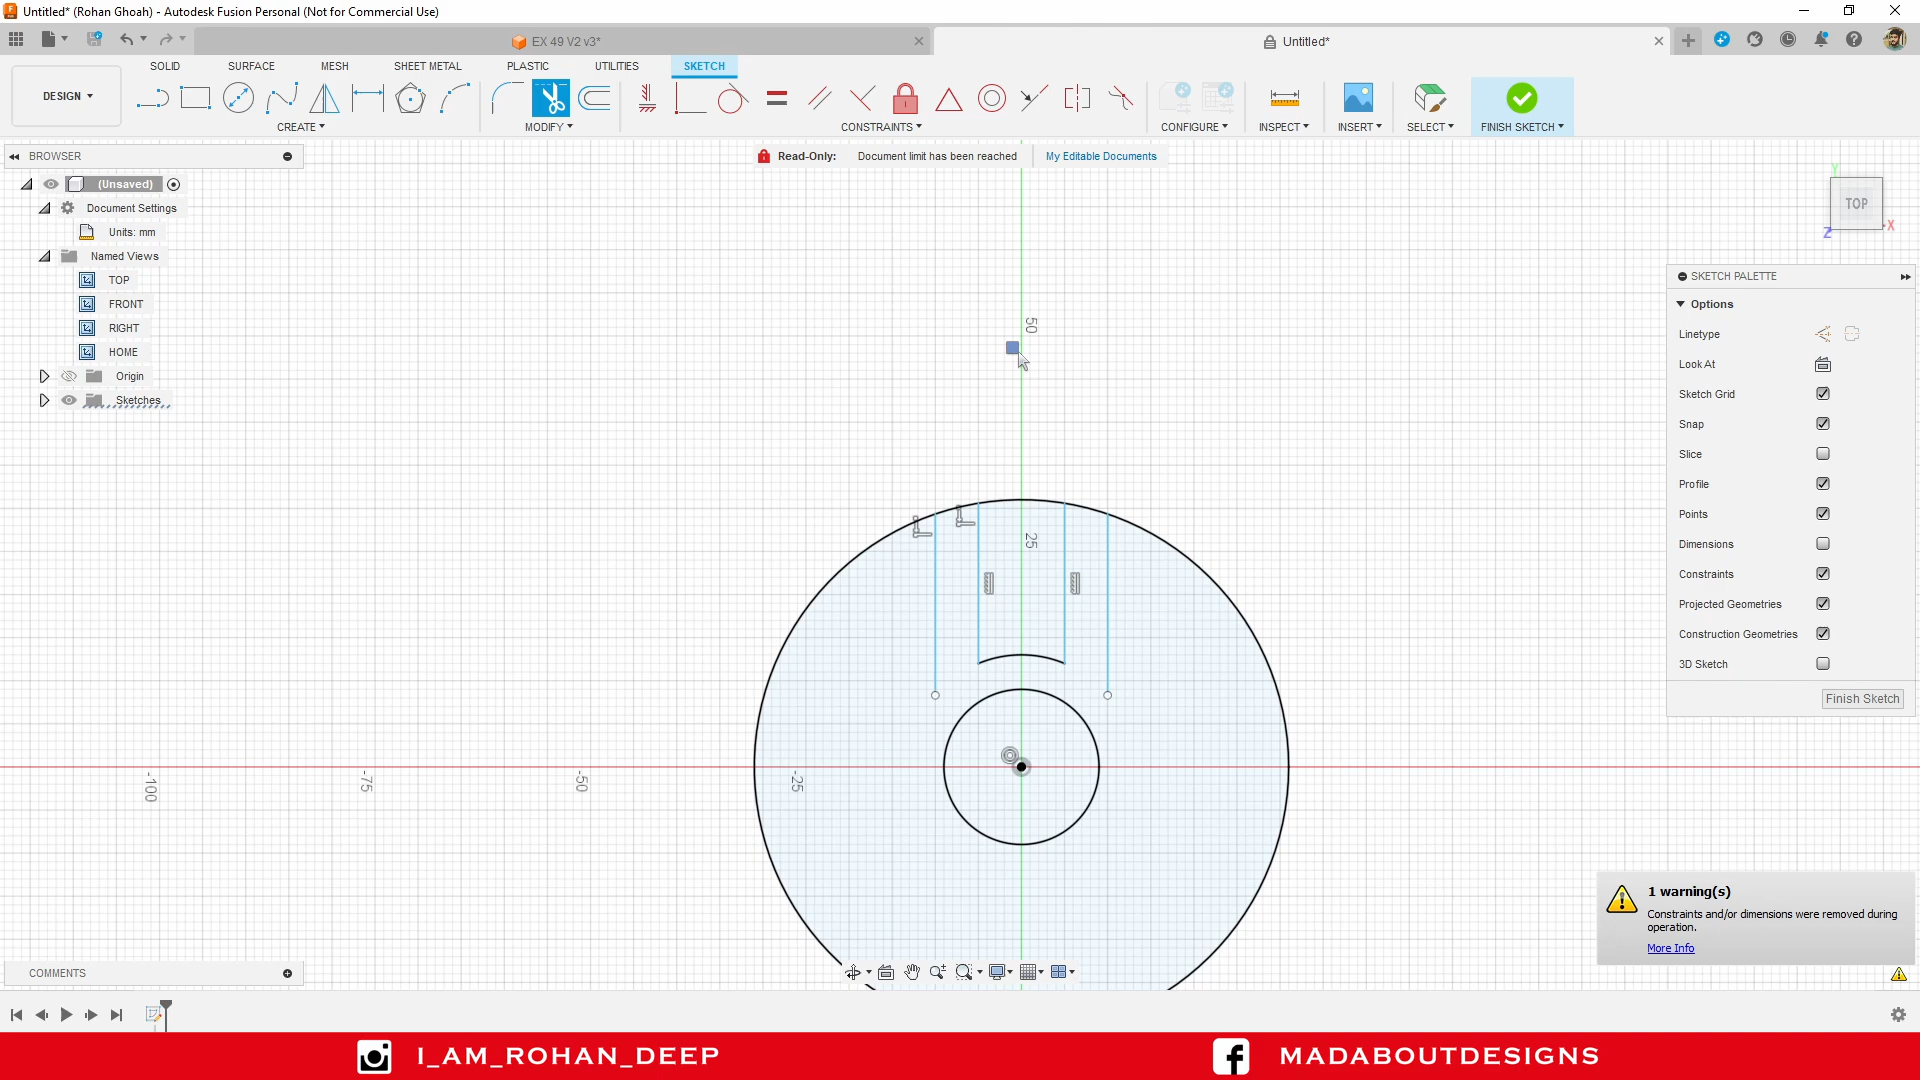 Untitled* (Rohan Ghoah) - Autodesk Fusion Personal (Not for Commercial Use)
EX 49 V2 v3*
Untitled*
SOLID
SURFACE
MESH
SHEET METAL
PLASTIC
UTILITIES
SKETCH
DESIGN
CREATE
MODIFY
CONSTRAINTS
CONFIGURE
INSPECT
INSERT
SELECT
FINISH SKETCH
BROWSER
Read-Only: Document limit has been reached
My Editable Documents
(Unsaved)
Document Settings
Units: mm
Named Views
TOP
FRONT
RIGHT
HOME
Origin
Sketches
Y
TOP
X
Z
SKETCH PALETTE
Options
Linetype
Look At
Sketch Grid
Snap
Slice
Profile
Points
Dimensions
Constraints
Projected Geometries
Construction Geometries
3D Sketch
Finish Sketch
50
25
-100
-75
-50
-25
1 warning(s)
Constraints and/or dimensions were removed during
operation.
More Info
COMMENTS
I_AM_ROHAN_DEEP
MADABOUTDESIGNS